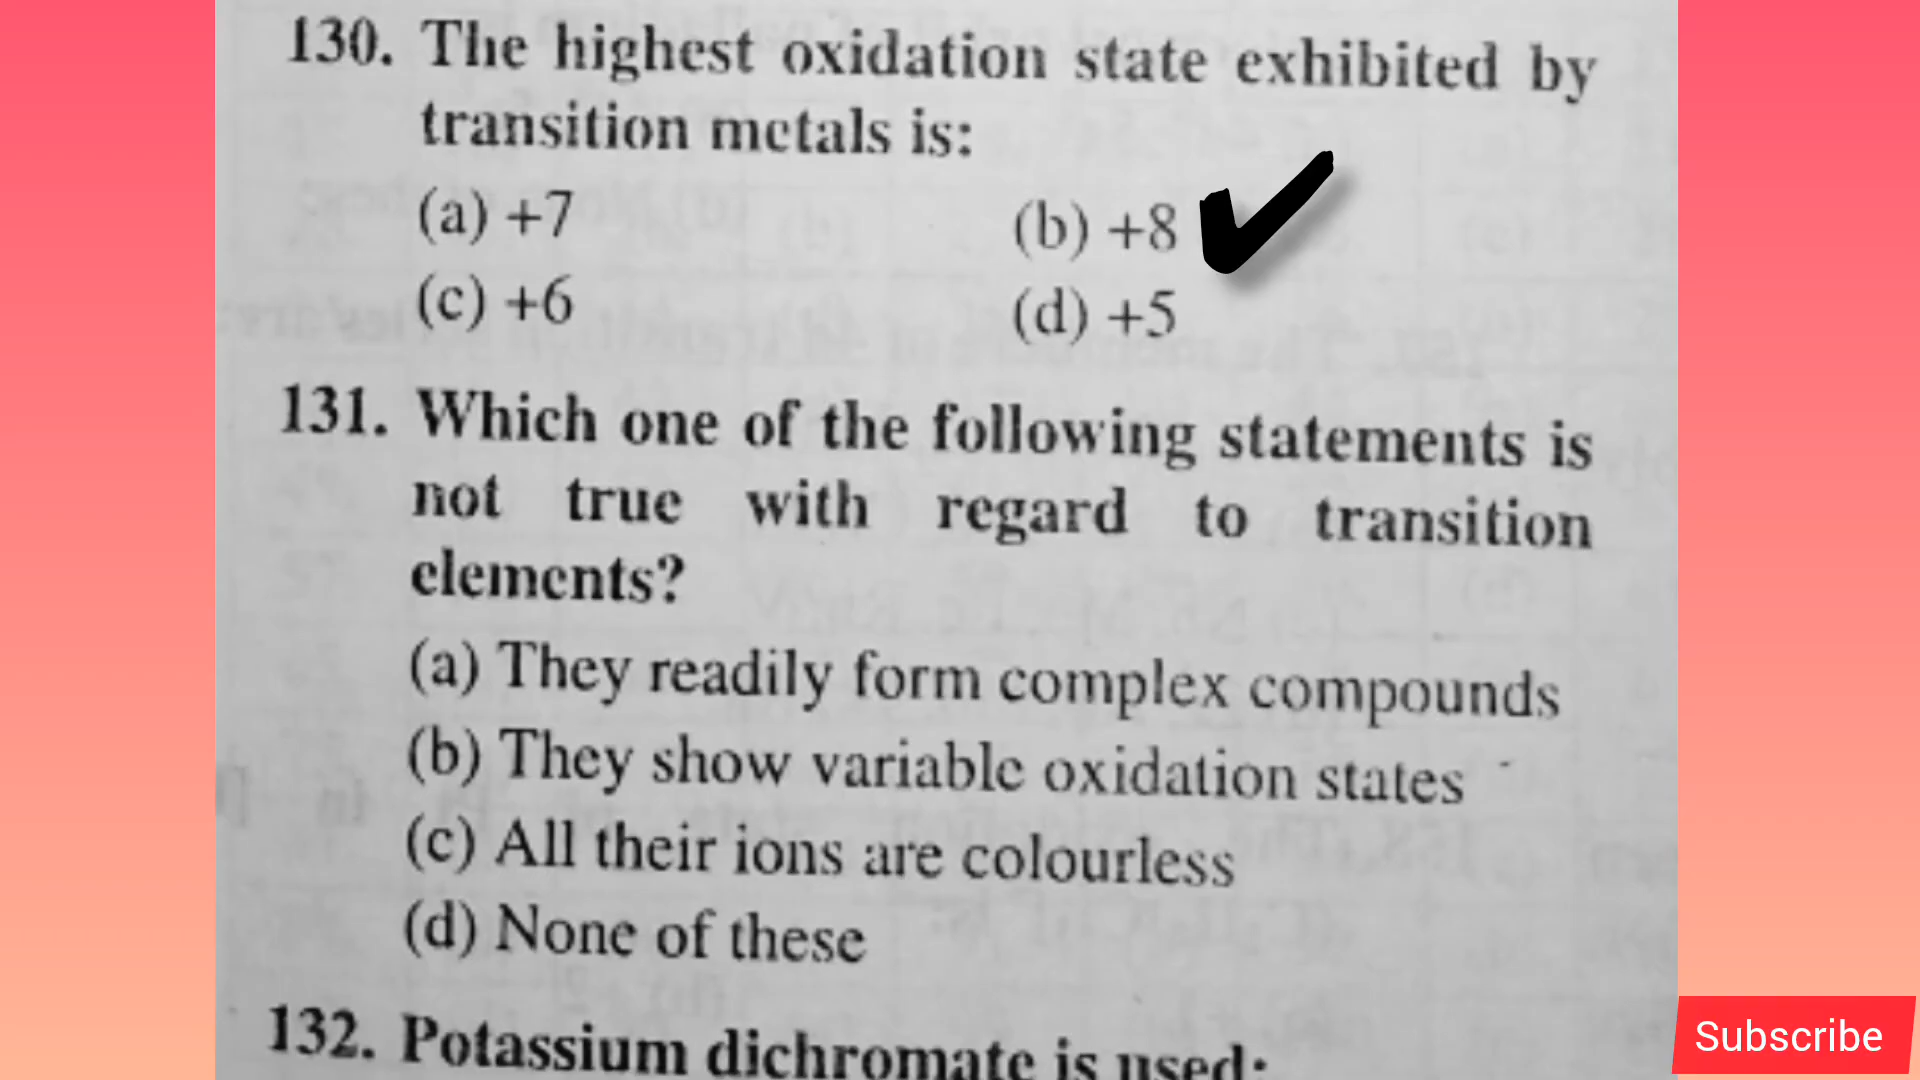 130. The highest oxidation state exhibited by
transition metals is:
(a) +7 (b) +8
(c) +6 (d) +5
131. Which one of the following statements is
not true with regard to transition
elements?
(a) They readily form complex compounds
(b) They show variable oxidation states
(c) All their ions are colourless
(d) None of these
132. Potassium dichromate is used:
Subscribe